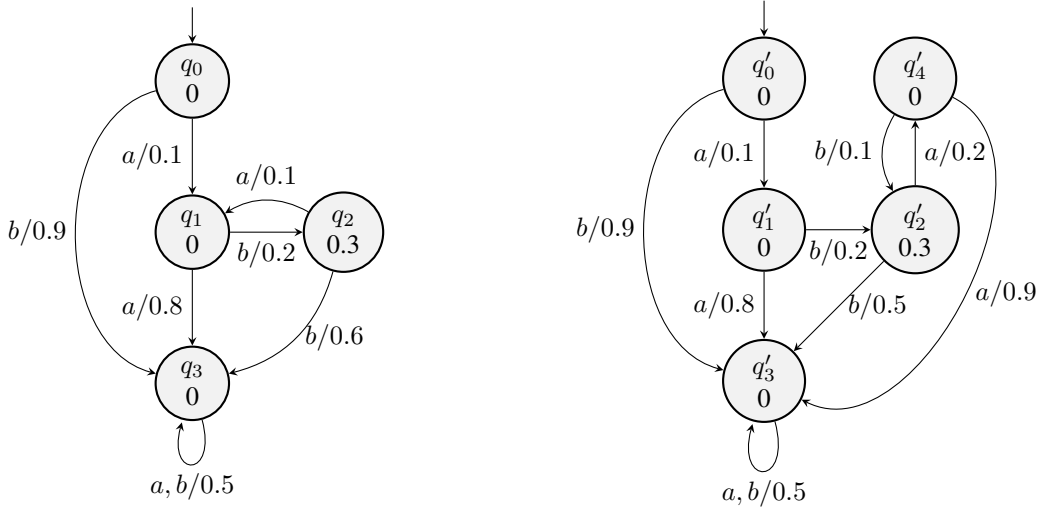 q₀
0
a/0.1
a/0.1
b/0.9
q₁
0
b/0.2
q₂
0.3
a/0.8
b/0.6
q₃
0
a, b/0.5
q′₀
0
q′₄
0
a/0.1
b/0.1
a/0.2
b/0.9
q′₁
0
b/0.2
q′₂
0.3
a/0.8
b/0.5
a/0.9
q′₃
0
a, b/0.5